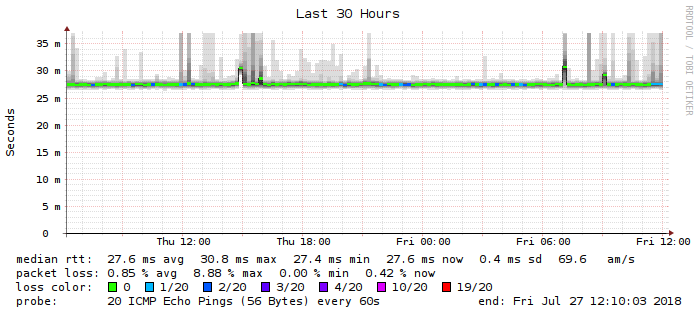 Last 30 Hours
RRDTOOL / TOBI OETIKER
Seconds
35 m
30 m
25 m
20 m
15 m
10 m
5 m
0
Thu 12:00 Thu 18:00 Fri 00:00 Fri 06:00 Fri 12:00
median rtt: 27.6 ms avg 30.8 ms max 27.4 ms min 27.6 ms now 0.4 ms sd 69.6 am/s
packet loss: 0.85 % avg 8.88 % max 0.00 % min 0.42 % now
loss color: 0 1/20 2/20 3/20 4/20 10/20 19/20
probe: 20 ICMP Echo Pings (56 Bytes) every 60s end: Fri Jul 27 12:10:03 2018